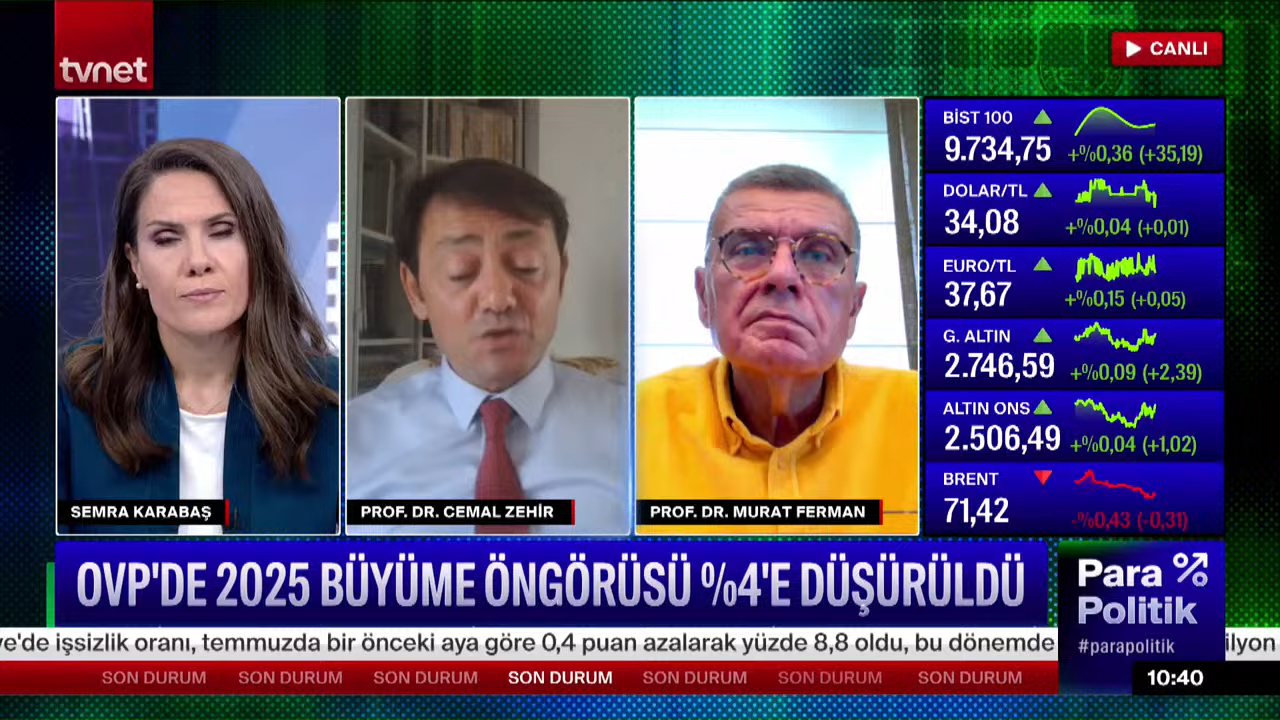 tvnet
CANLI
BİST 100
9.734,75
+%0,36 (+35,19)
DOLAR/TL
34,08
+%0,04 (+0,01)
EURO/TL
37,67
+%0,15 (+0,05)
G. ALTIN
2.746,59
+%0,09 (+2,39)
ALTIN ONS
2.506,49
+%0,04 (+1,02)
BRENT
71,42
-%0,43 (-0,31)
SEMRA KARABAŞ
PROF. DR. CEMAL ZEHİR
PROF. DR. MURAT FERMAN
OVP'DE 2025 BÜYÜME ÖNGÖRÜSÜ %4'E DÜŞÜRÜLDÜ
Para %
Politik
#parapolitik
ye'de işsizlik oranı, temmuzda bir önceki aya göre 0,4 puan azalarak yüzde 8,8 oldu, bu dönemde ilyon
SON DURUM SON DURUM SON DURUM SON DURUM SON DURUM SON DURUM SON DURUM
10:40